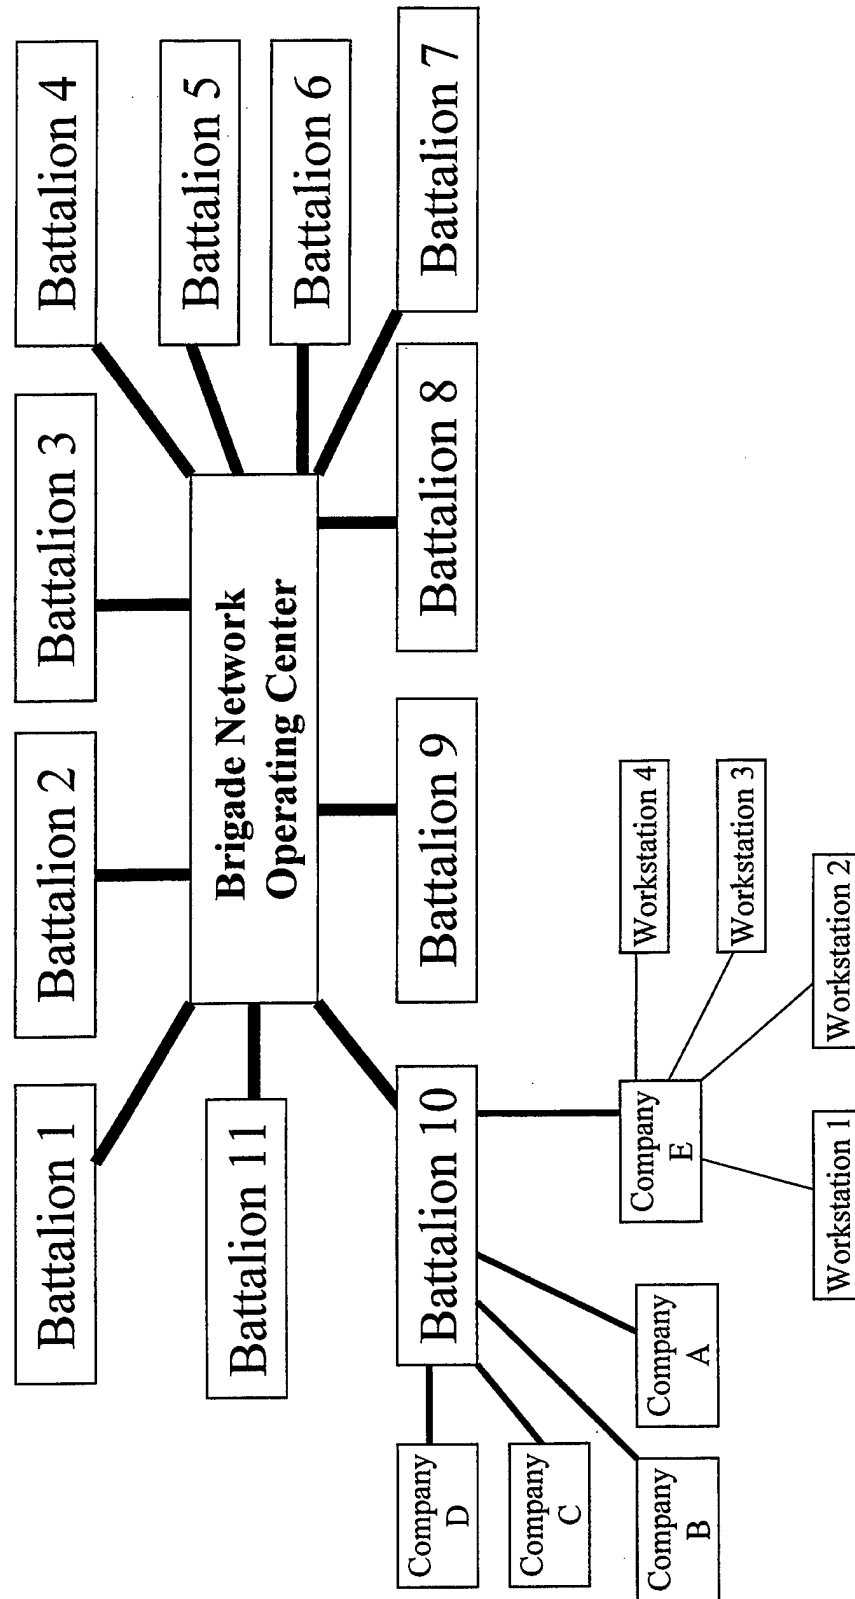 Battalion 1
Battalion 2
Battalion 3
Battalion 4
Battalion 5
Battalion 6
Battalion 7
Battalion 8
Battalion 9
Battalion 10
Battalion 11
Brigade Network
Operating Center
Company
D
Company
C
Company
B
Company
A
Company
E
Workstation 1
Workstation 2
Workstation 3
Workstation 4